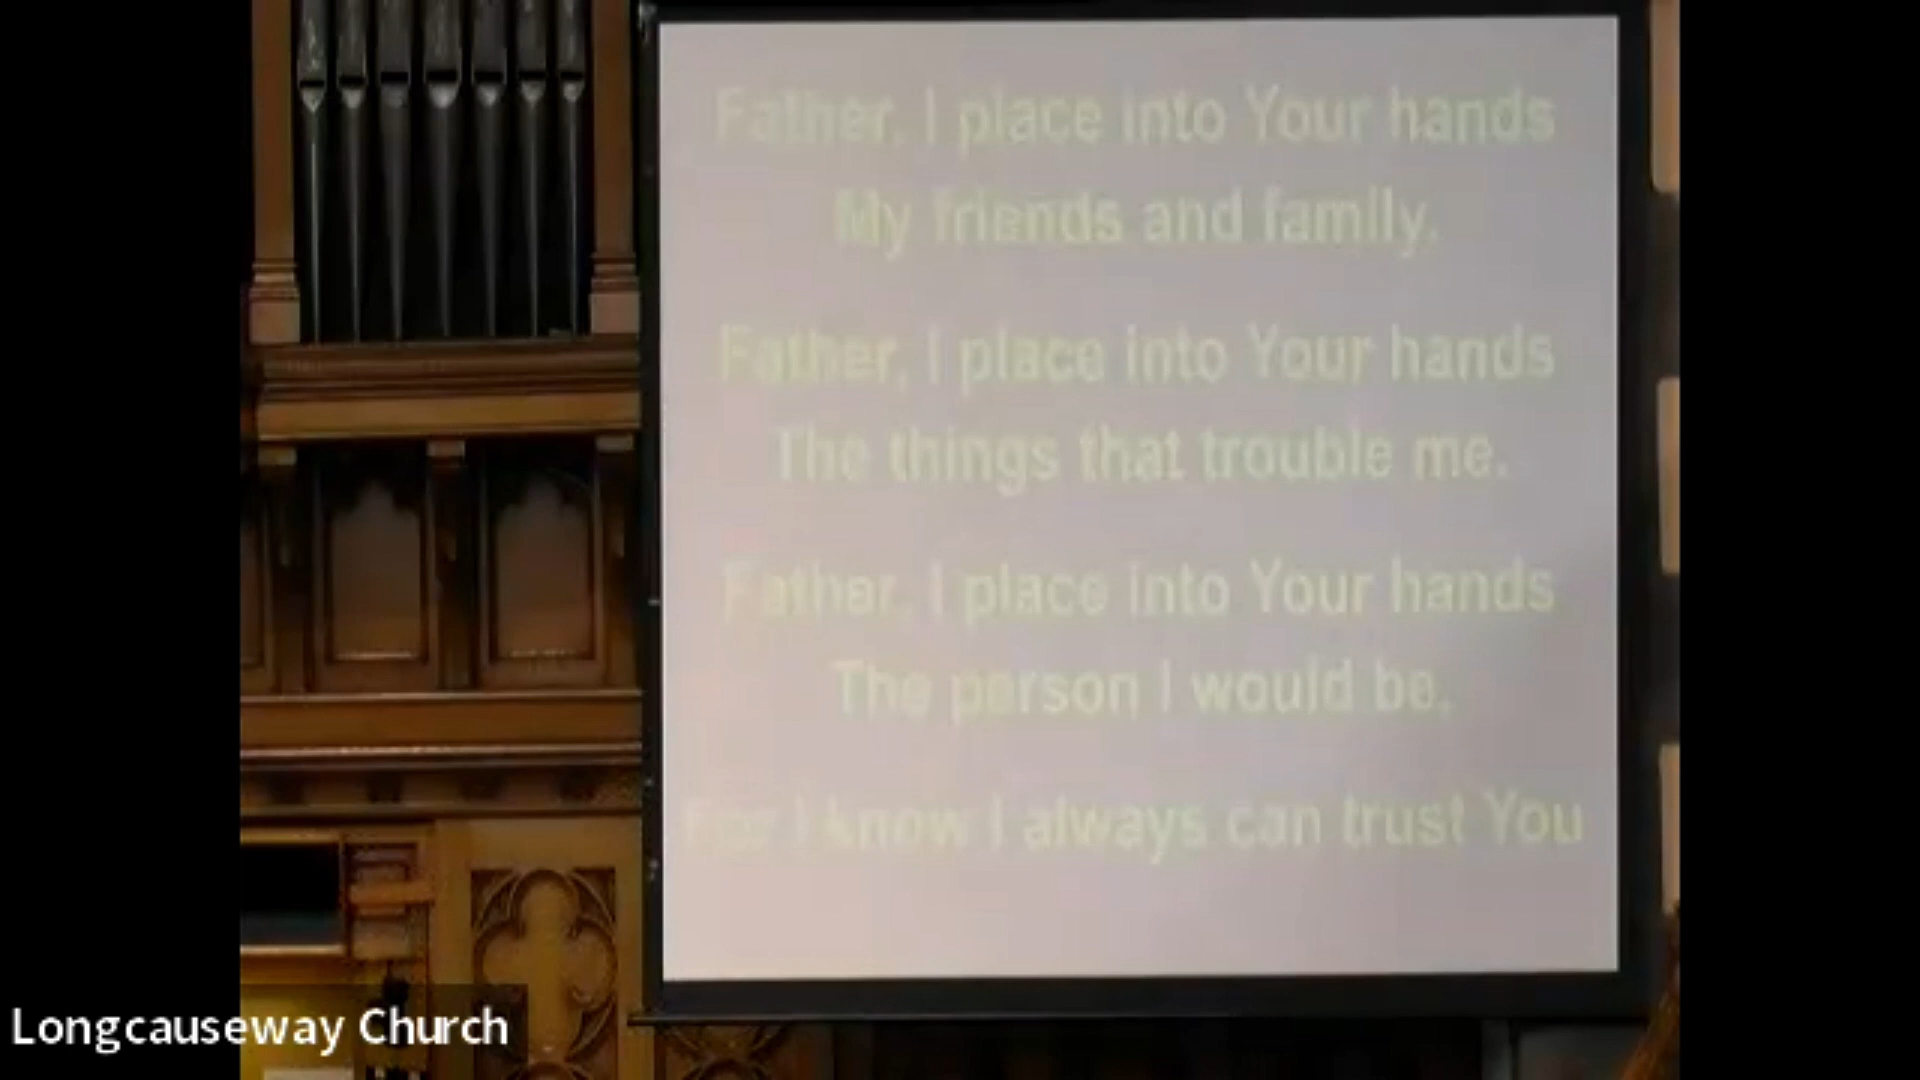 Father, I place into Your hands
My friends and family.
Father, I place into Your hands
The things that trouble me.
Father, I place into Your hands
The person I would be,
For I know I always can trust You
Longcauseway Church